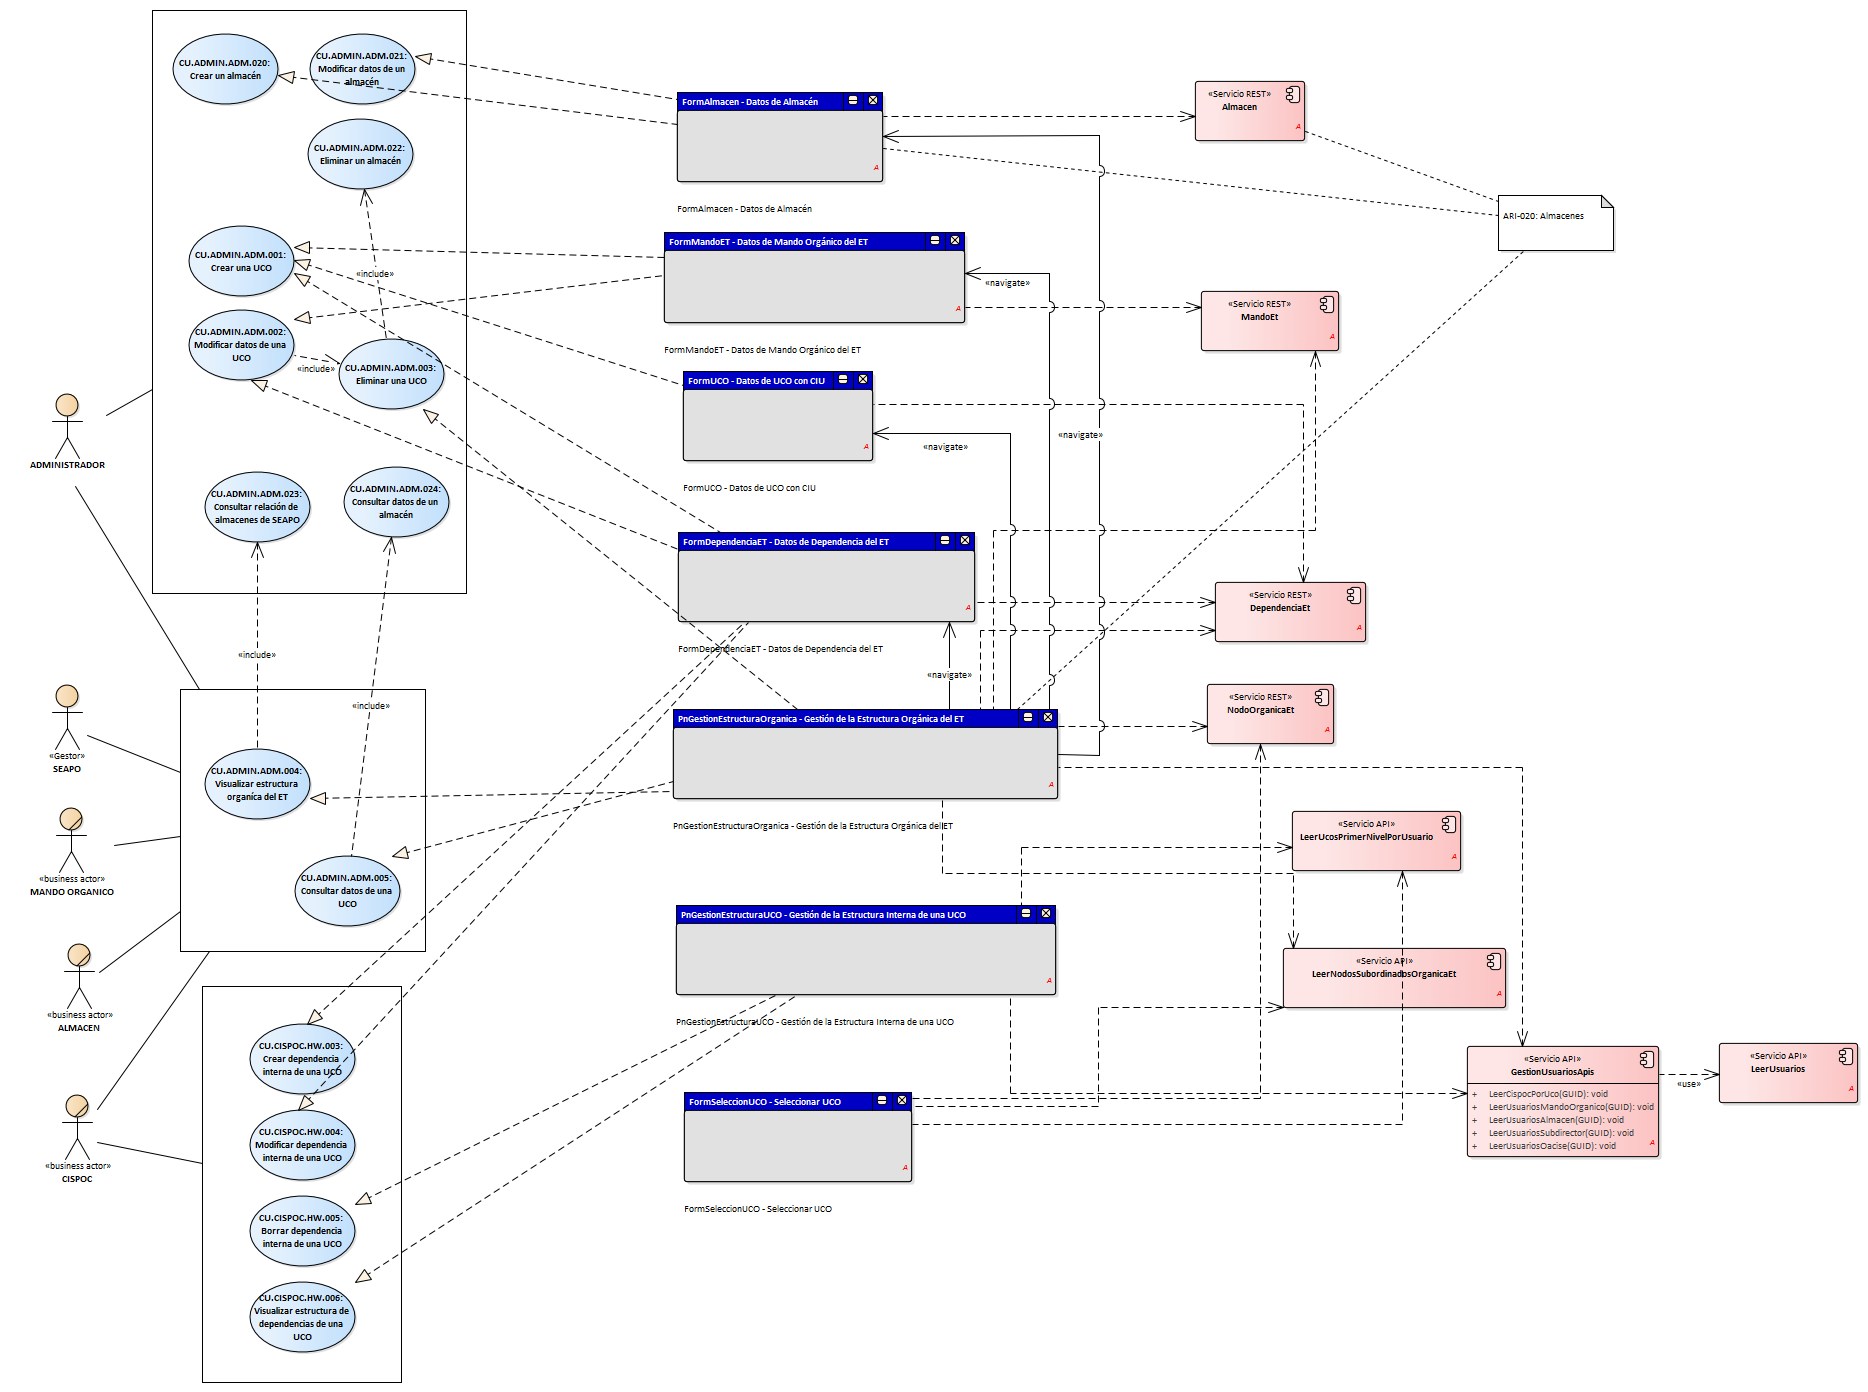 CU.ADMIN.ADM.020:
Crear un almacén
CU.ADMIN.ADM.021:
Modificar datos de un
almacén
CU.ADMIN.ADM.022:
Eliminar un almacén
CU.ADMIN.ADM.001:
Crear una UCO
«include»
CU.ADMIN.ADM.002:
Modificar datos de una
UCO
«include»
CU.ADMIN.ADM.003:
Eliminar una UCO
CU.ADMIN.ADM.023:
Consultar relación de
almacenes de SEAPO
CU.ADMIN.ADM.024:
Consultar datos de un
almacén
ADMINISTRADOR
«include»
«include»
«Gestor»
SEAPO
CU.ADMIN.ADM.004:
Visualizar estructura
organíca del ET
«business actor»
MANDO ORGANICO
CU.ADMIN.ADM.005:
Consultar datos de una
UCO
«business actor»
ALMACEN
«business actor»
CISPOC
CU.CISPOC.HW.003:
Crear dependencia
interna de una UCO
CU.CISPOC.HW.004:
Modificar dependencia
interna de una UCO
CU.CISPOC.HW.005:
Borrar dependencia
interna de una UCO
CU.CISPOC.HW.006:
Visualizar estructura de
dependencias de una
UCO
FormAlmacen - Datos de Almacén
A
FormAlmacen - Datos de Almacén
FormMandoET - Datos de Mando Orgánico del ET
A
FormMandoET - Datos de Mando Orgánico del ET
«navigate»
FormUCO - Datos de UCO con CIU
A
FormUCO - Datos de UCO con CIU
«navigate»
«navigate»
FormDependenciaET - Datos de Dependencia del ET
A
FormDependenciaET - Datos de Dependencia del ET
«navigate»
PnGestionEstructuraOrganica - Gestión de la Estructura Orgánica del ET
A
PnGestionEstructuraOrganica - Gestión de la Estructura Orgánica del ET
PnGestionEstructuraUCO - Gestión de la Estructura Interna de una UCO
A
PnGestionEstructuraUCO - Gestión de la Estructura Interna de una UCO
FormSeleccionUCO - Seleccionar UCO
A
FormSeleccionUCO - Seleccionar UCO
«Servicio REST»
Almacen
A
ARI-020: Almacenes
«Servicio REST»
MandoEt
A
«Servicio REST»
DependenciaEt
A
«Servicio REST»
NodoOrganicaEt
A
«Servicio API»
LeerUcosPrimerNivelPorUsuario
A
«Servicio API»
LeerNodosSubordinadosOrganicaEt
A
«Servicio API»
GestionUsuariosApis
+ LeerCispocPorUco(GUID): void
+ LeerUsuariosMandoOrganico(GUID): void
+ LeerUsuariosAlmacen(GUID): void
+ LeerUsuariosSubdirector(GUID): void
+ LeerUsuariosOacise(GUID): void
A
«use»
«Servicio API»
LeerUsuarios
A